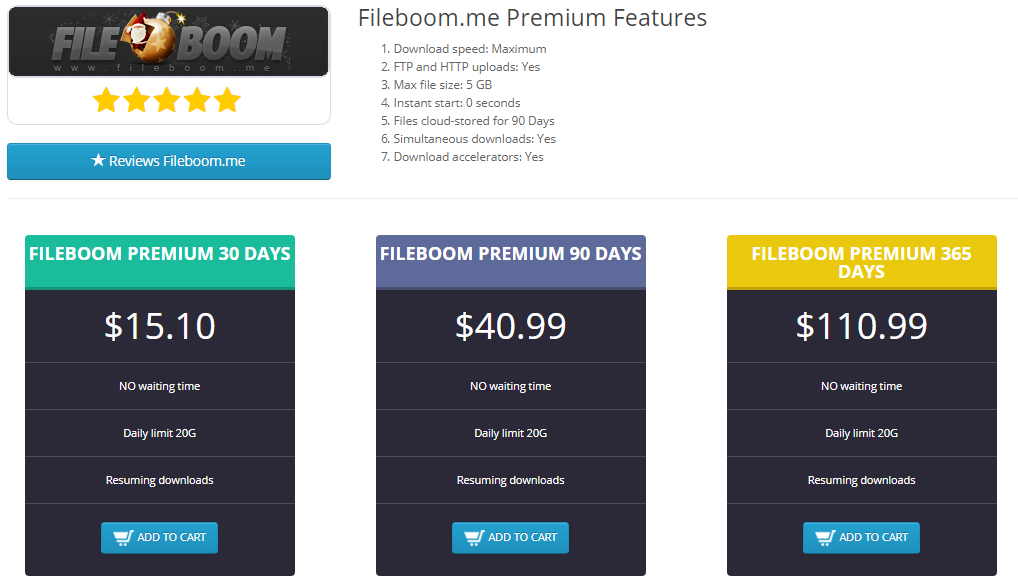 FILE BOOM
www.fileboom.me
Reviews Fileboom.me
Fileboom.me Premium Features
1. Download speed: Maximum
2. FTP and HTTP uploads: Yes
3. Max file size: 5 GB
4. Instant start: 0 seconds
5. Files cloud-stored for 90 Days
6. Simultaneous downloads: Yes
7. Download accelerators: Yes
FILEBOOM PREMIUM 30 DAYS
$15.10
NO waiting time
Daily limit 20G
Resuming downloads
ADD TO CART
FILEBOOM PREMIUM 90 DAYS
$40.99
NO waiting time
Daily limit 20G
Resuming downloads
ADD TO CART
FILEBOOM PREMIUM 365
DAYS
$110.99
NO waiting time
Daily limit 20G
Resuming downloads
ADD TO CART